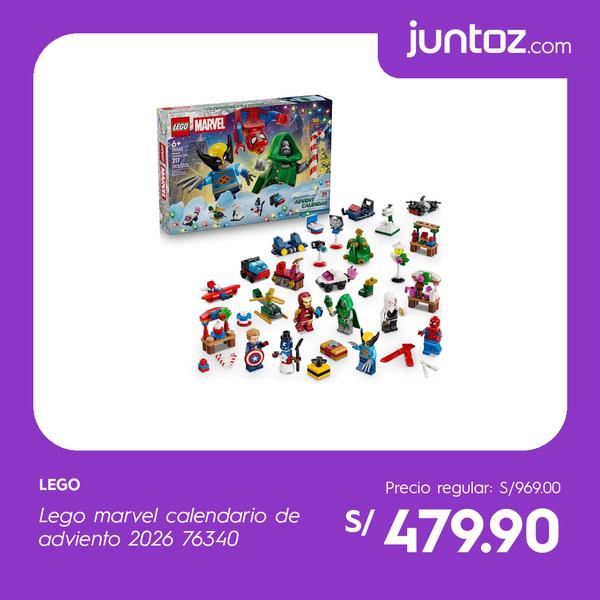 juntoz.com
LEGO MARVEL
6+
76340
317
ADVENT
CALENDAR
LEGO
Precio regular: S/969.00
Lego marvel calendario de
adviento 2026 76340
S/ 479.90